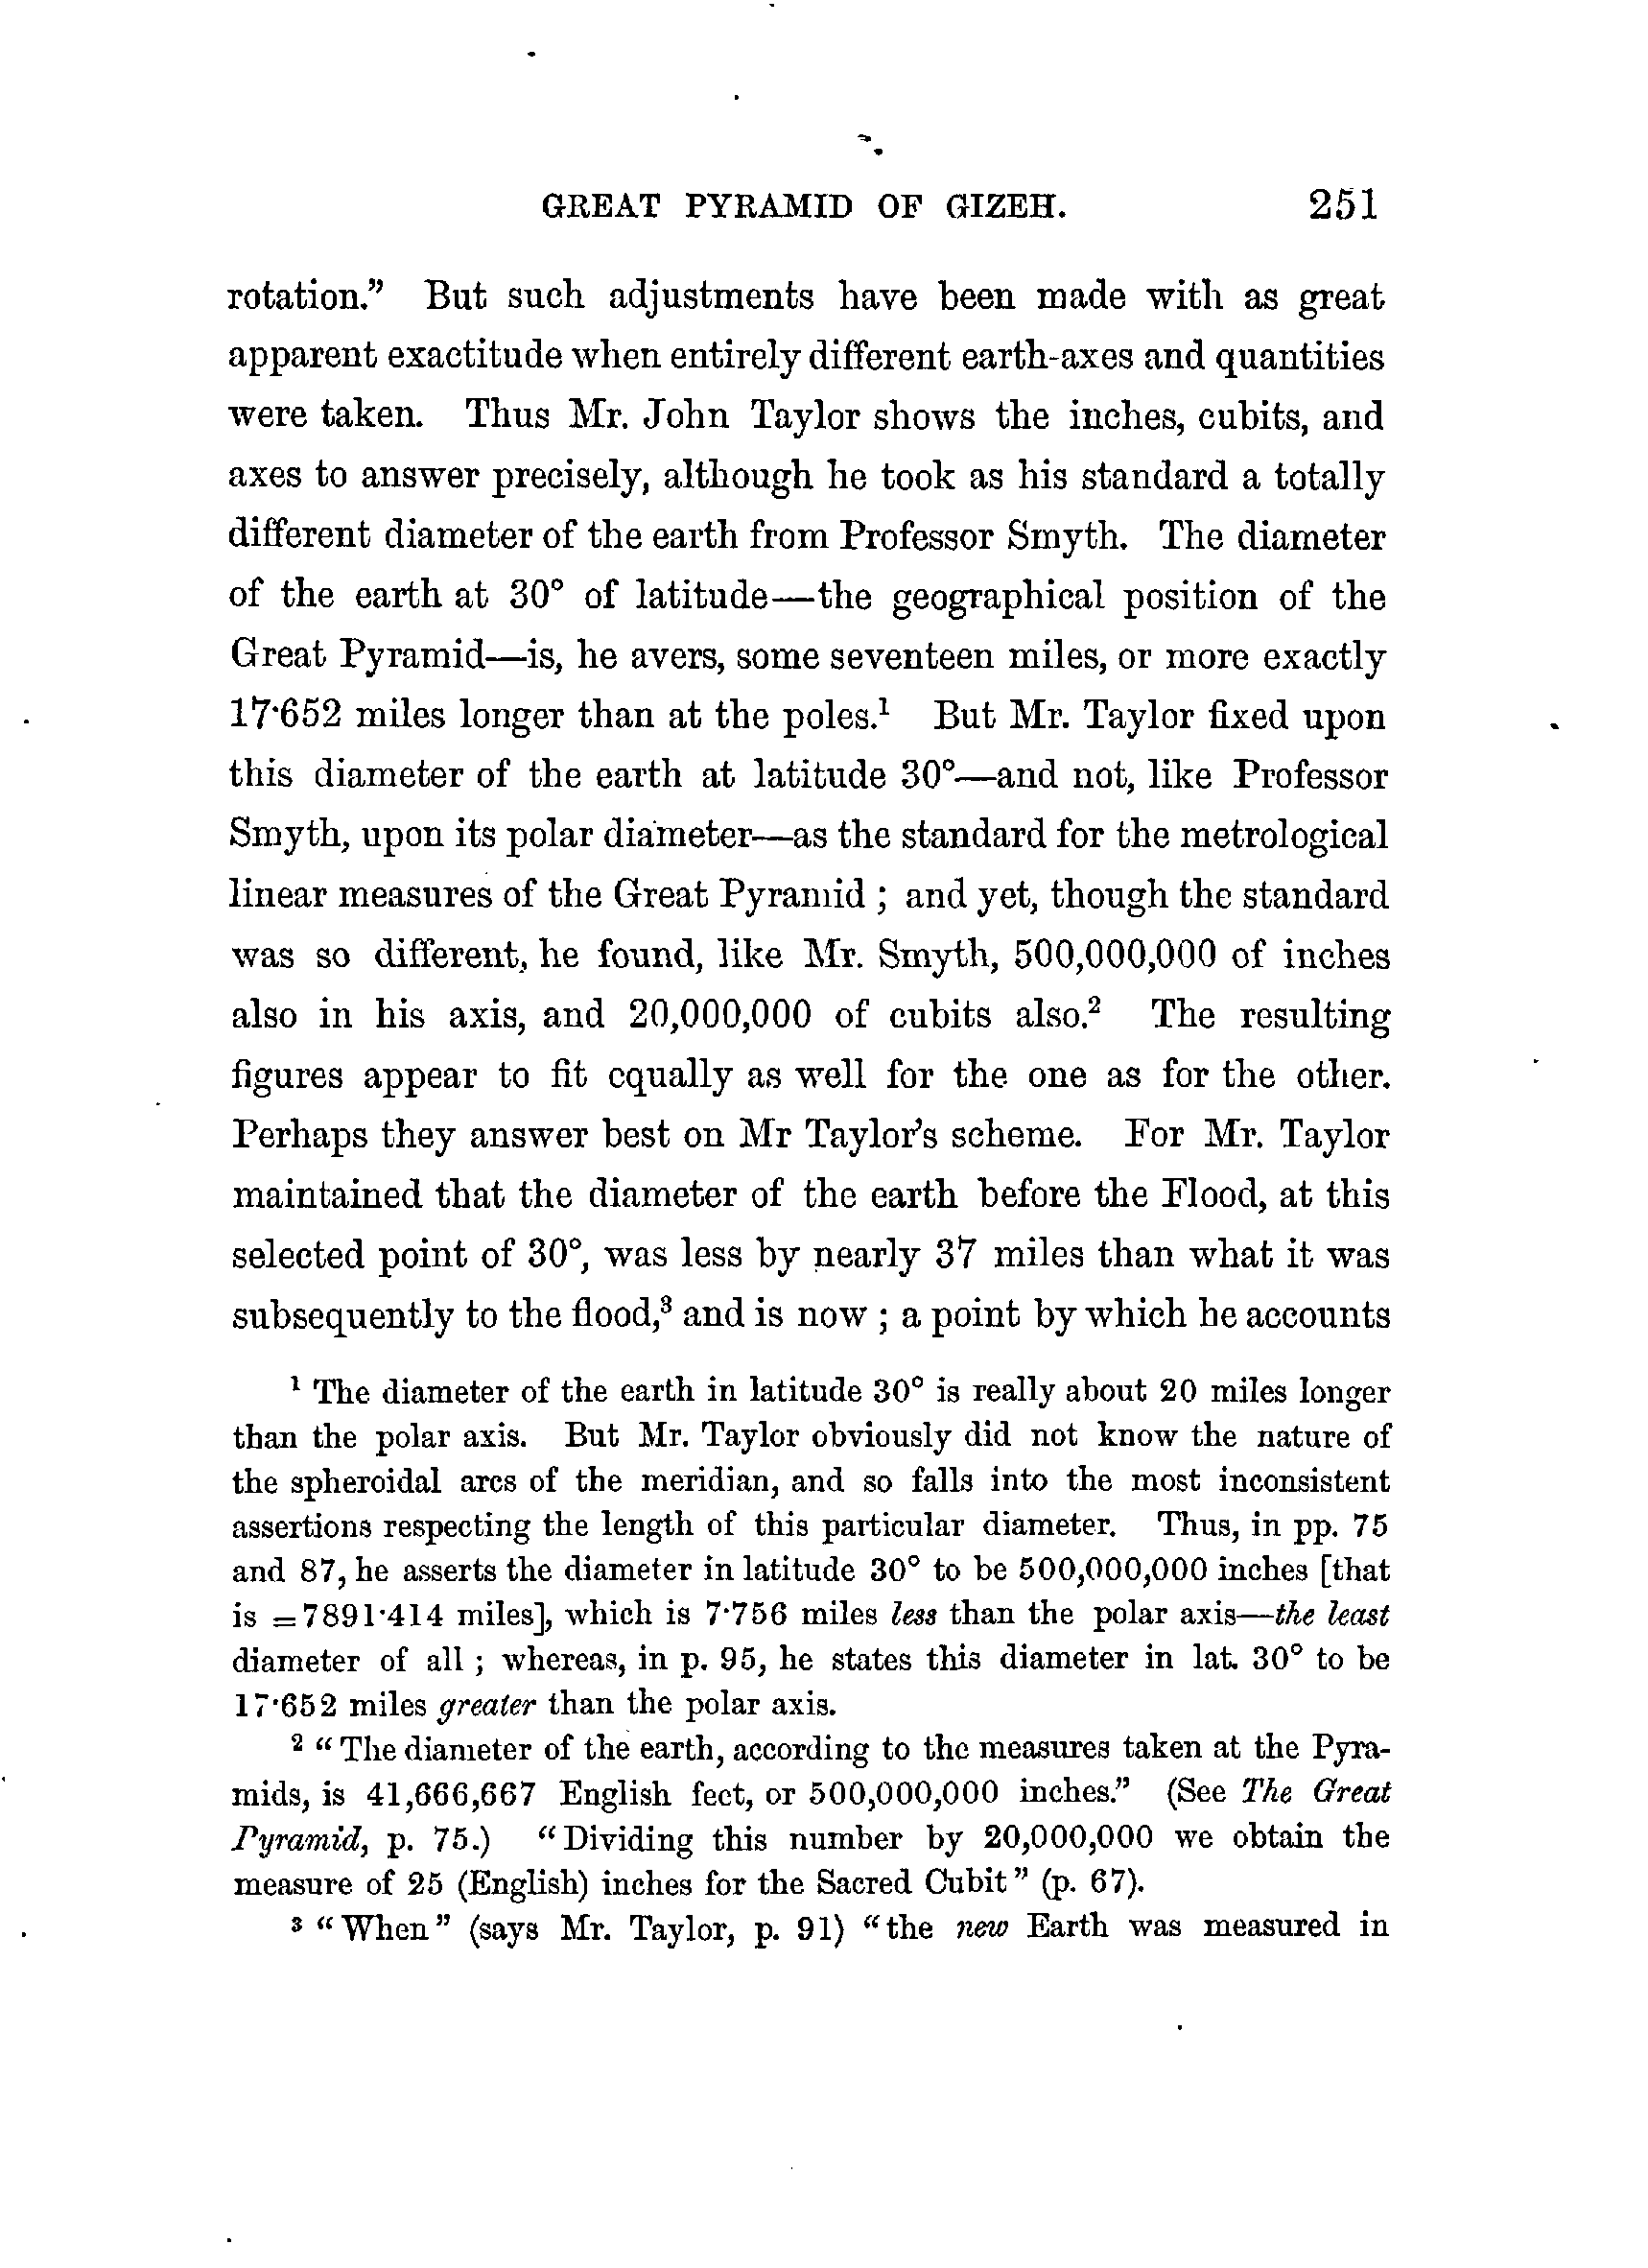 GREAT PYRAMID OF GIZEH. 251
rotation.” But such adjustments have been made with as great
apparent exactitude when entirely different earth-axes and quantities
were taken. Thus Mr. John Taylor shows the inches, cubits, and
axes to answer precisely, although he took as his standard a totally
different diameter of the earth from Professor Smyth. The diameter
of the earth at 30° of latitude—the geographical position of the
Great Pyramid—is, he avers, some seventeen miles, or more exactly
17·652 miles longer than at the poles.¹ But Mr. Taylor fixed upon
this diameter of the earth at latitude 30°—and not, like Professor
Smyth, upon its polar diameter—as the standard for the metrological
linear measures of the Great Pyramid ; and yet, though the standard
was so different, he found, like Mr. Smyth, 500,000,000 of inches
also in his axis, and 20,000,000 of cubits also.² The resulting
figures appear to fit equally as well for the one as for the other.
Perhaps they answer best on Mr Taylor’s scheme. For Mr. Taylor
maintained that the diameter of the earth before the Flood, at this
selected point of 30°, was less by nearly 37 miles than what it was
subsequently to the flood,³ and is now ; a point by which he accounts
¹ The diameter of the earth in latitude 30° is really about 20 miles longer
than the polar axis. But Mr. Taylor obviously did not know the nature of
the spheroidal arcs of the meridian, and so falls into the most inconsistent
assertions respecting the length of this particular diameter. Thus, in pp. 75
and 87, he asserts the diameter in latitude 30° to be 500,000,000 inches [that
is =7891·414 miles], which is 7·756 miles less than the polar axis—the least
diameter of all ; whereas, in p. 95, he states this diameter in lat. 30° to be
17·652 miles greater than the polar axis.
² “The diameter of the earth, according to the measures taken at the Pyra-
mids, is 41,666,667 English feet, or 500,000,000 inches.” (See The Great
Pyramid, p. 75.) “Dividing this number by 20,000,000 we obtain the
measure of 25 (English) inches for the Sacred Cubit” (p. 67).
³ “When” (says Mr. Taylor, p. 91) “the new Earth was measured in